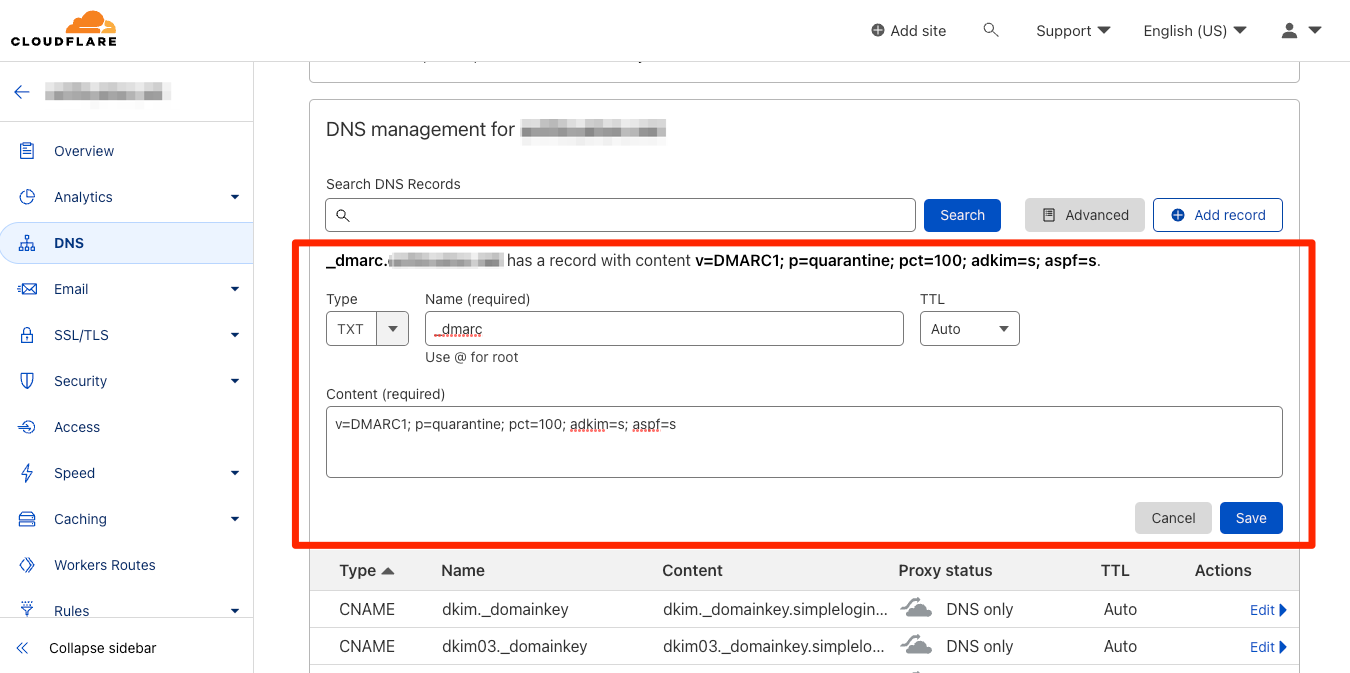 CLOUDFLARE
Add site
Support
English (US)
Overview
Analytics
DNS
Email
SSL/TLS
Security
Access
Speed
Caching
Workers Routes
Rules
Collapse sidebar
DNS management for
Search DNS Records
Search
Advanced
Add record
_dmarc. has a record with content v=DMARC1; p=quarantine; pct=100; adkim=s; aspf=s.
Type Name (required) TTL
TXT _dmarc Auto
Use @ for root
Content (required)
v=DMARC1; p=quarantine; pct=100; adkim=s; aspf=s
Cancel Save
Type Name Content Proxy status TTL Actions
CNAME dkim._domainkey dkim._domainkey.simplelogin... DNS only Auto Edit
CNAME dkim03._domainkey dkim03._domainkey.simplelo... DNS only Auto Edit